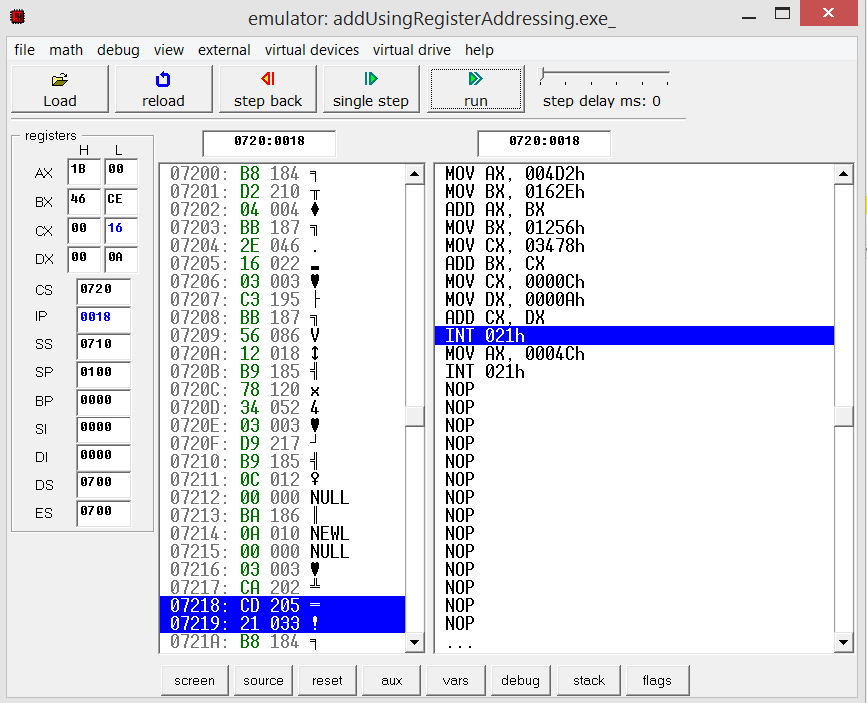 emulator: addUsingRegisterAddressing.exe_
file math debug view external virtual devices virtual drive help
Load reload step back single step run step delay ms: 0
registers
H L
0720:0018 0720:0018
AX 1B 00
BX 46 CE
CX 00 16
DX 00 0A
CS 0720
IP 0018
SS 0710
SP 0100
BP 0000
SI 0000
DI 0000
DS 0700
ES 0700
07200: B8 184 ╕
07201: D2 210 ╥
07202: 04 004 ♦
07203: BB 187 ╗
07204: 2E 046 .
07205: 16 022 ▬
07206: 03 003 ♥
07207: C3 195 ├
07208: BB 187 ╗
07209: 56 086 V
0720A: 12 018 ↕
0720B: B9 185 ╣
0720C: 78 120 x
0720D: 34 052 4
0720E: 03 003 ♥
0720F: D9 217 ┘
07210: B9 185 ╣
07211: 0C 012 ♀
07212: 00 000 NULL
07213: BA 186 ║
07214: 0A 010 NEWL
07215: 00 000 NULL
07216: 03 003 ♥
07217: CA 202 ╩
07218: CD 205 ═
07219: 21 033 !
0721A: B8 184 ╕
MOV AX, 004D2h
MOV BX, 0162Eh
ADD AX, BX
MOV BX, 01256h
MOV CX, 03478h
ADD BX, CX
MOV CX, 0000Ch
MOV DX, 0000Ah
ADD CX, DX
INT 021h
MOV AX, 0004Ch
INT 021h
NOP
NOP
NOP
NOP
NOP
NOP
NOP
NOP
NOP
NOP
NOP
NOP
NOP
NOP
...
screen source reset aux vars debug stack flags